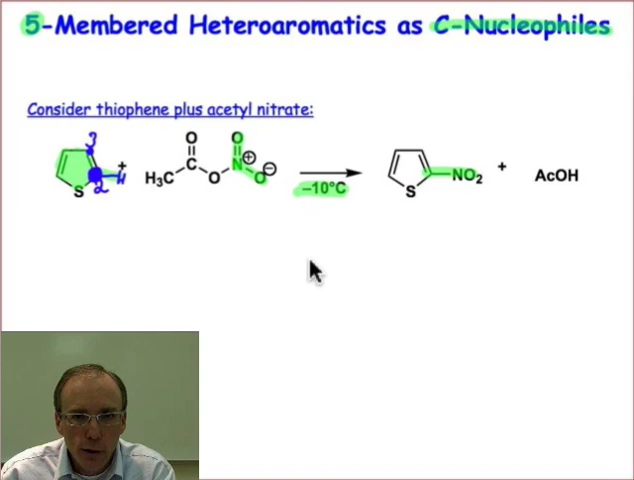 5-Membered Heteroaromatics as C-Nucleophiles
Consider thiophene plus acetyl nitrate:
3
2
H
S
+
O
H₃C
C
O
O
N
⊕
O
⊖
–10°C
S
NO₂
+
AcOH